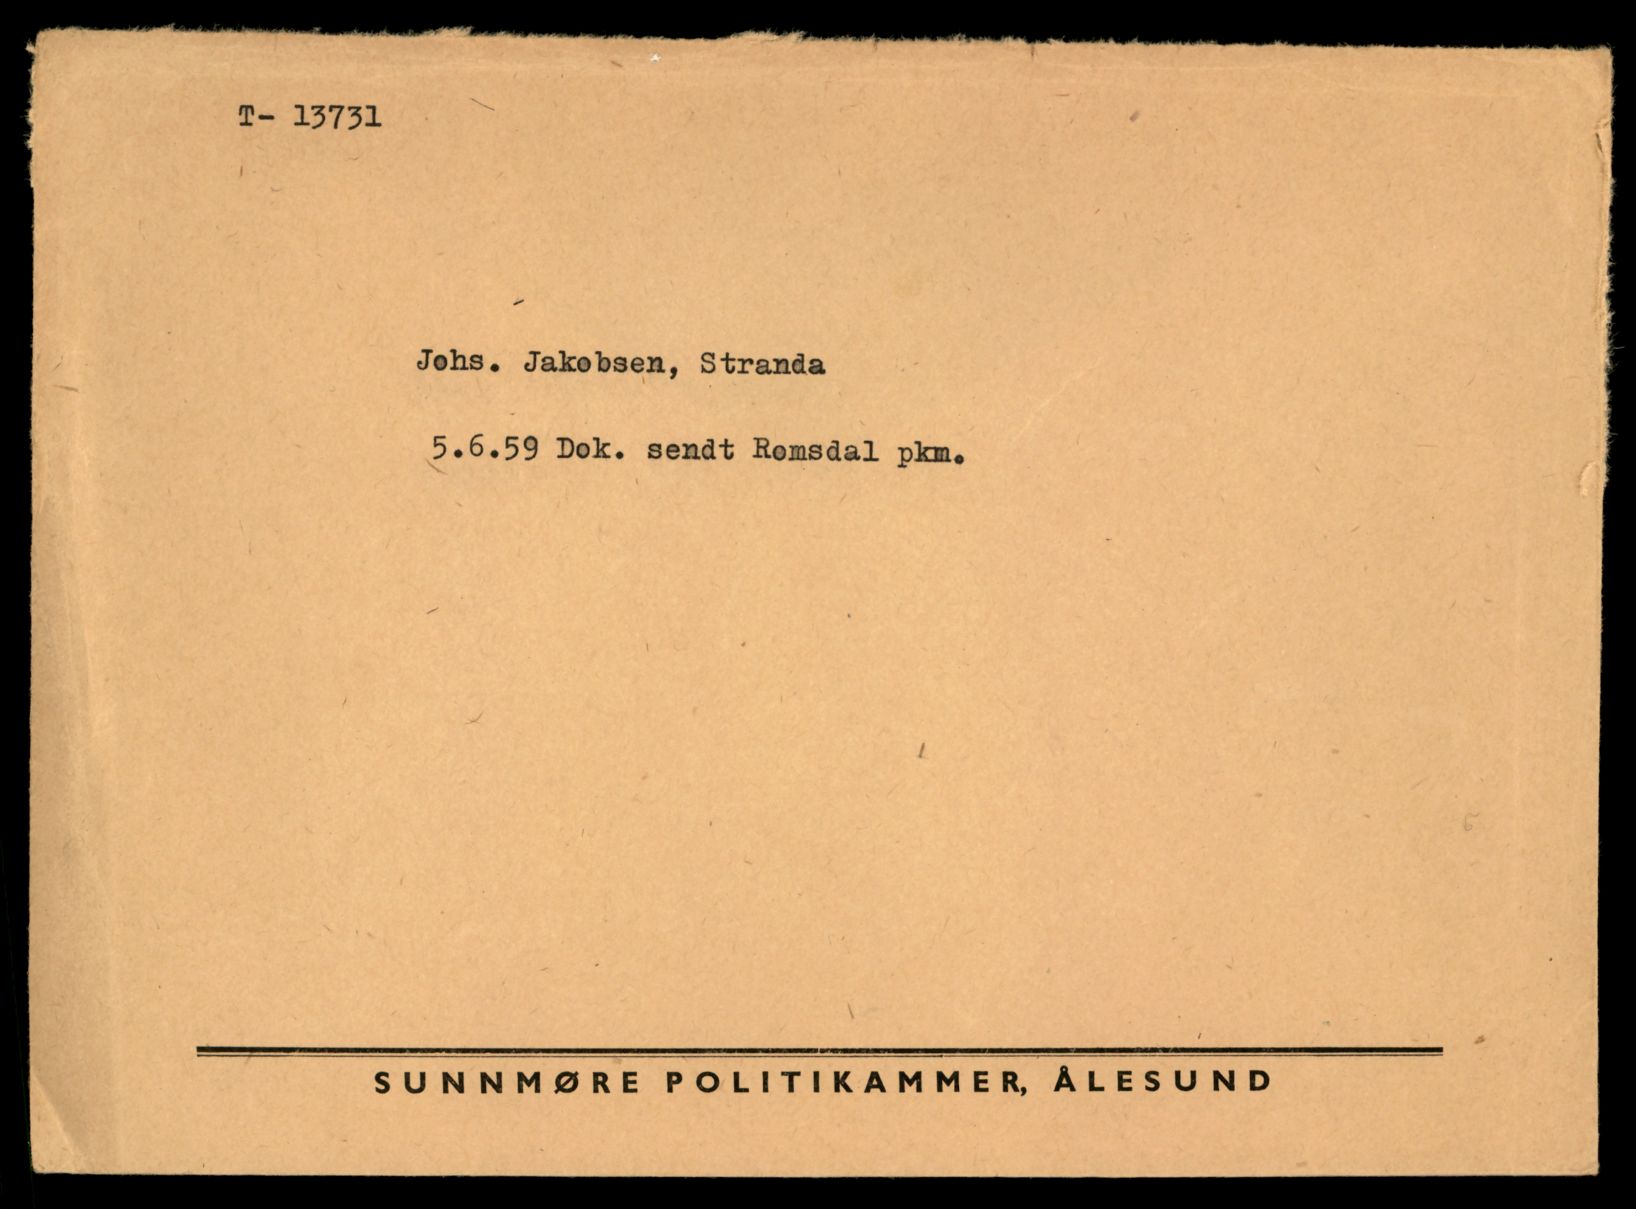 T- 13731
Johs. Jakobsen, Stranda
5.6.59 Dok. sendt Romsdal pkm.
SUNNMØRE POLITIKAMMER, ÅLESUND